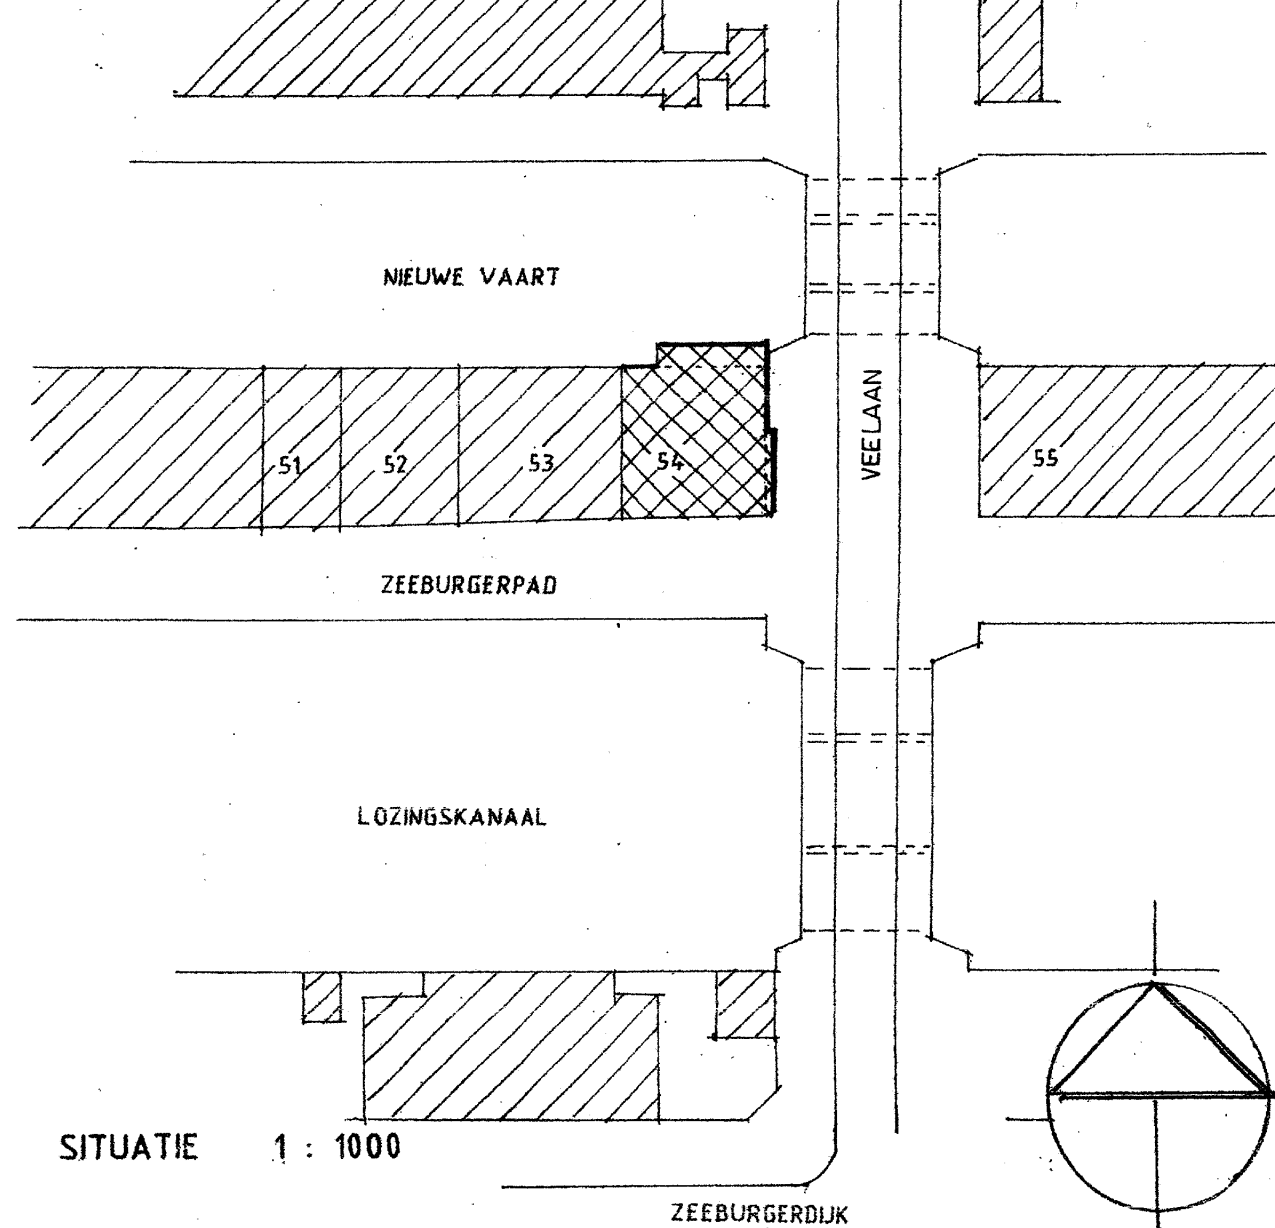 NIEUWE VAART
VEELAAN
51 52 53 54 55
ZEEBURGERPAD
LOZINGSKANAAL
SITUATIE 1 : 1000
ZEEBURGERDIJK